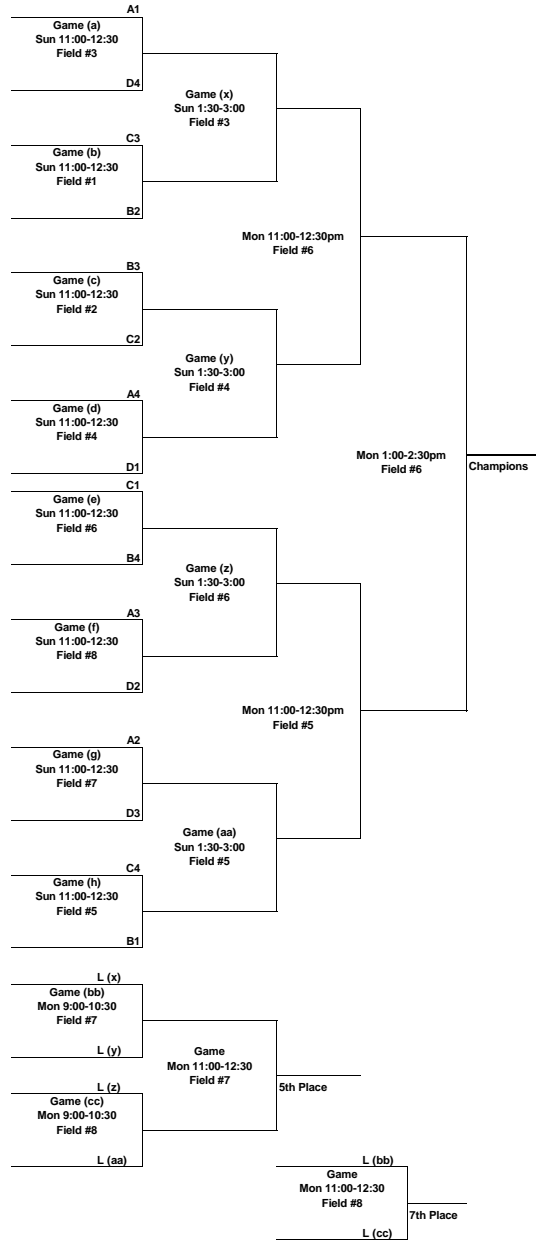 A1
Game (a)
Sun 11:00-12:30
Field #3
D4
Game (x)
Sun 1:30-3:00
Field #3
C3
Game (b)
Sun 11:00-12:30
Field #1
B2
Mon 11:00-12:30pm
Field #6
B3
Game (c)
Sun 11:00-12:30
Field #2
C2
Game (y)
Sun 1:30-3:00
Field #4
A4
Game (d)
Sun 11:00-12:30
Field #4
D1
Mon 1:00-2:30pm
Field #6
Champions
C1
Game (e)
Sun 11:00-12:30
Field #6
B4
Game (z)
Sun 1:30-3:00
Field #6
A3
Game (f)
Sun 11:00-12:30
Field #8
D2
Mon 11:00-12:30pm
Field #5
A2
Game (g)
Sun 11:00-12:30
Field #7
D3
Game (aa)
Sun 1:30-3:00
Field #5
C4
Game (h)
Sun 11:00-12:30
Field #5
B1
L (x)
Game (bb)
Mon 9:00-10:30
Field #7
L (y)
Game
Mon 11:00-12:30
Field #7
5th Place
L (z)
Game (cc)
Mon 9:00-10:30
Field #8
L (aa)
L (bb)
Game
Mon 11:00-12:30
Field #8
7th Place
L (cc)